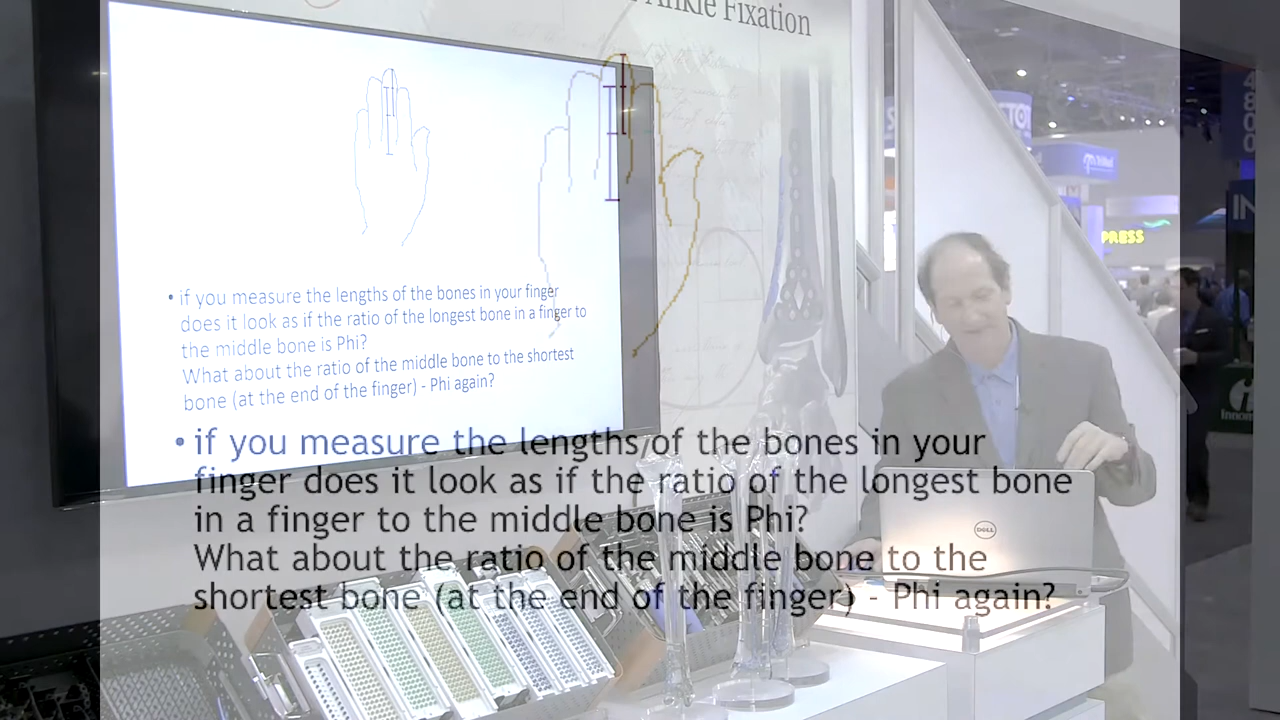 Ankle Fixation
• if you measure the lengths of the bones in your finger
does it look as if the ratio of the longest bone in a finger to
the middle bone is Phi?
What about the ratio of the middle bone to the shortest
bone (at the end of the finger) - Phi again?
PRESS
4800
IN
DELL
• if you measure the lengths of the bones in your
finger does it look as if the ratio of the longest bone
in a finger to the middle bone is Phi?
What about the ratio of the middle bone to the
shortest bone (at the end of the finger) - Phi again?